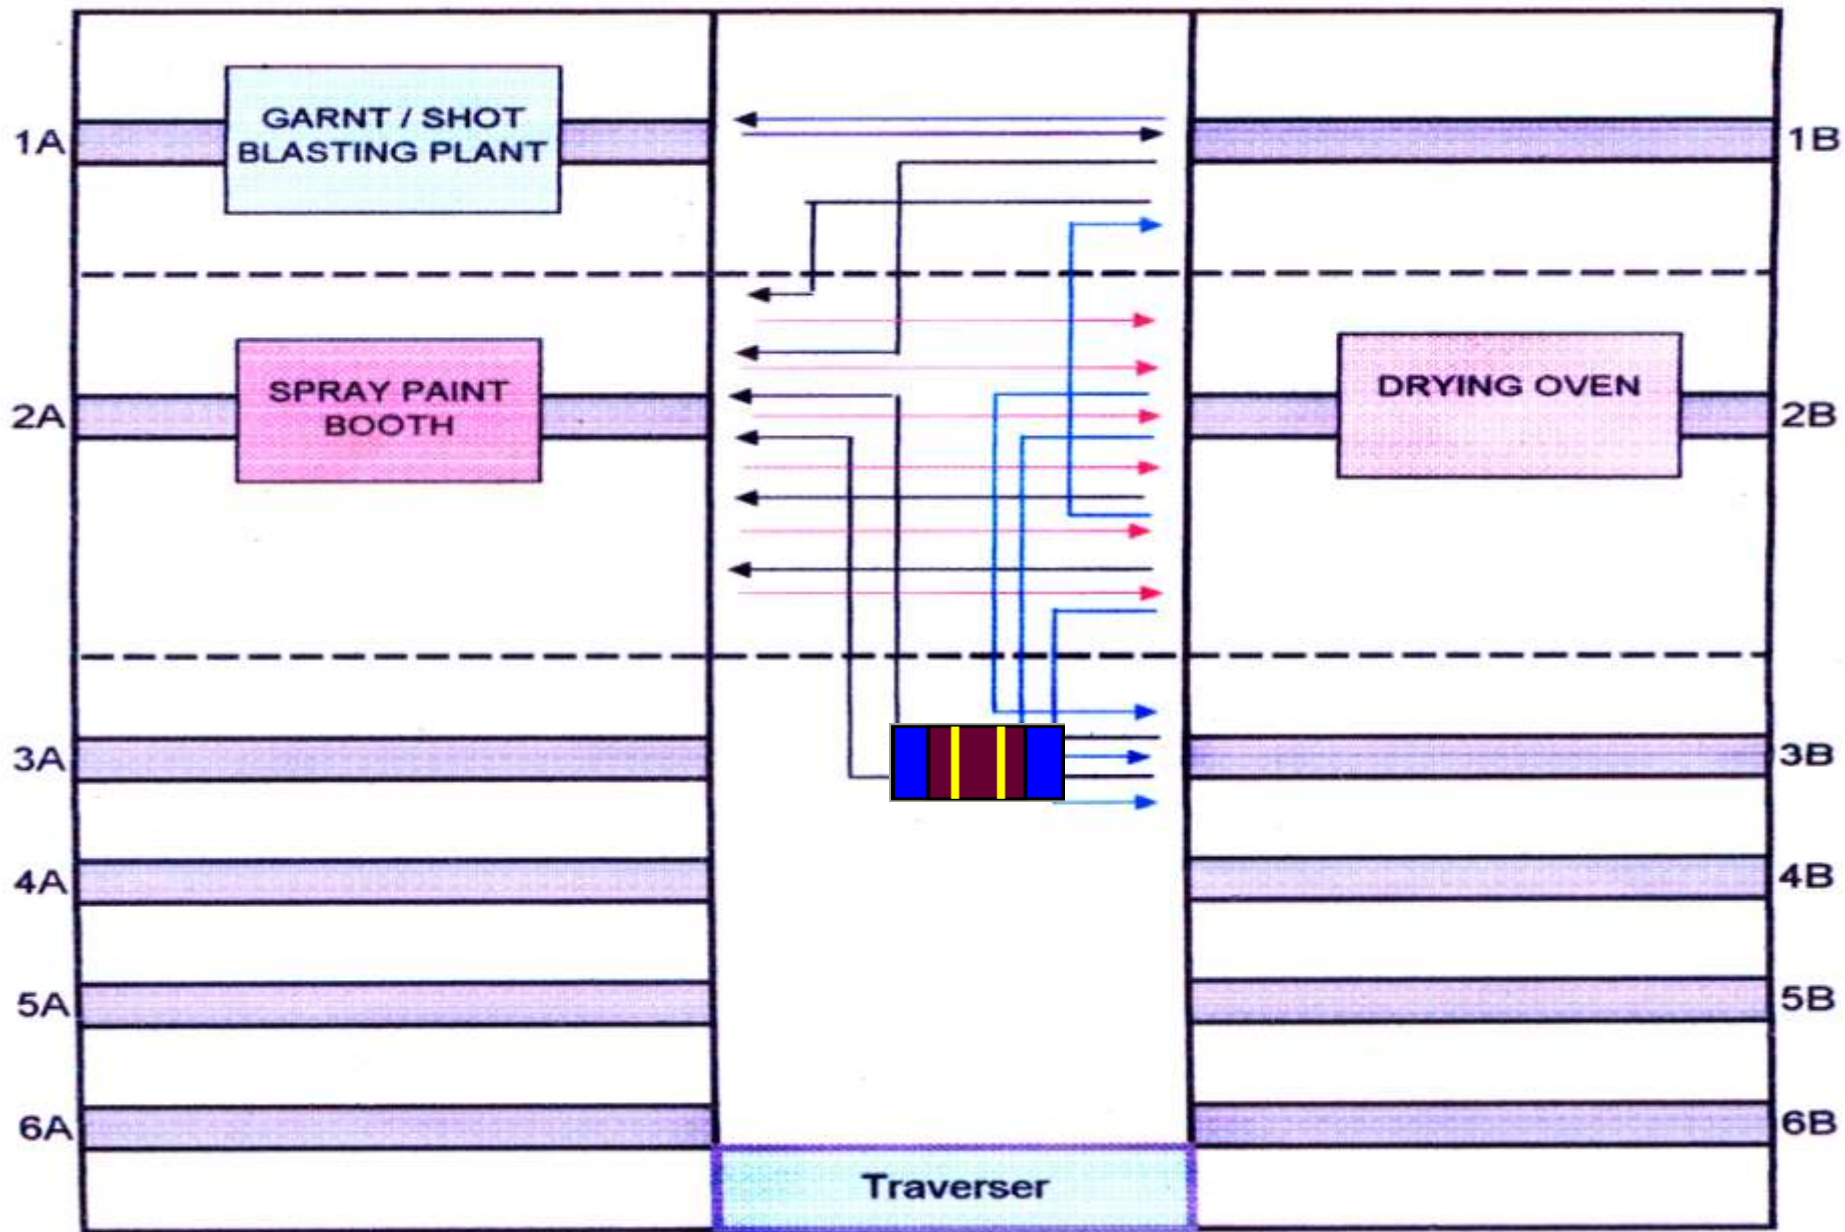 1A
GARNT / SHOT
BLASTING PLANT
1B
2A
SPRAY PAINT
BOOTH
DRYING OVEN
2B
3A
3B
4A
4B
5A
5B
6A
6B
Traverser